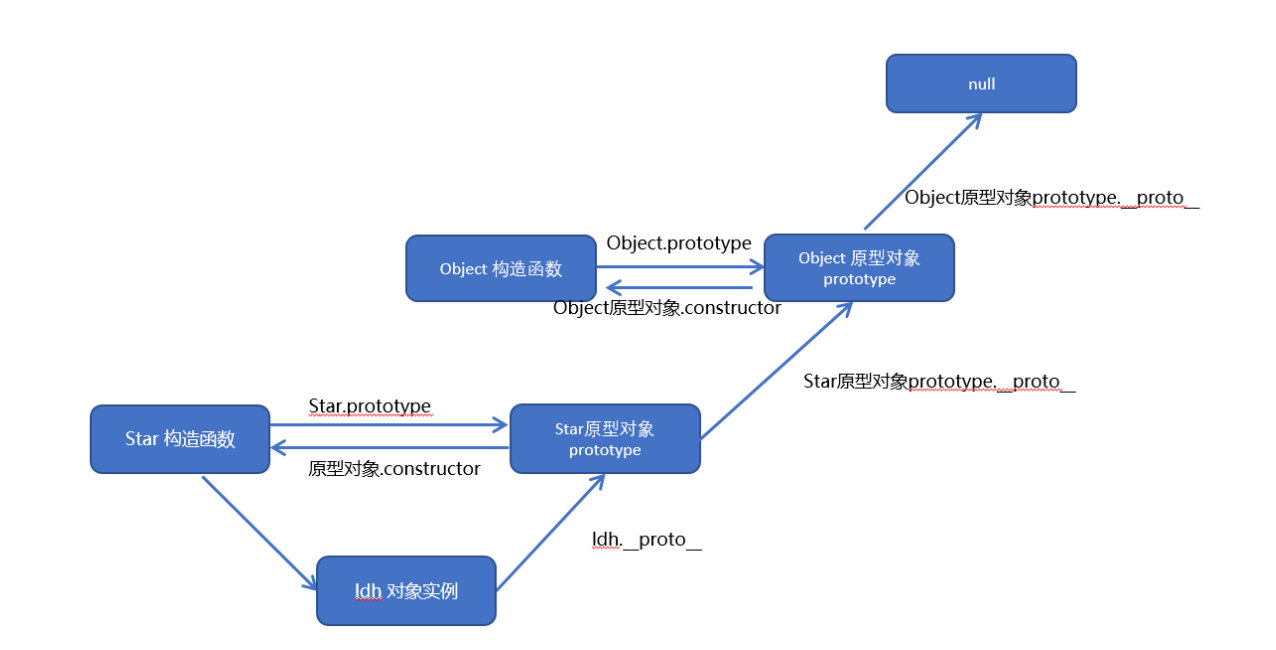 null
Object原型对象prototype.__proto__
Object.prototype
Object 构造函数
Object 原型对象
prototype
Object原型对象.constructor
Star原型对象prototype.__proto__
Star.prototype
Star 构造函数
Star原型对象
prototype
原型对象.constructor
ldh.__proto__
ldh 对象实例